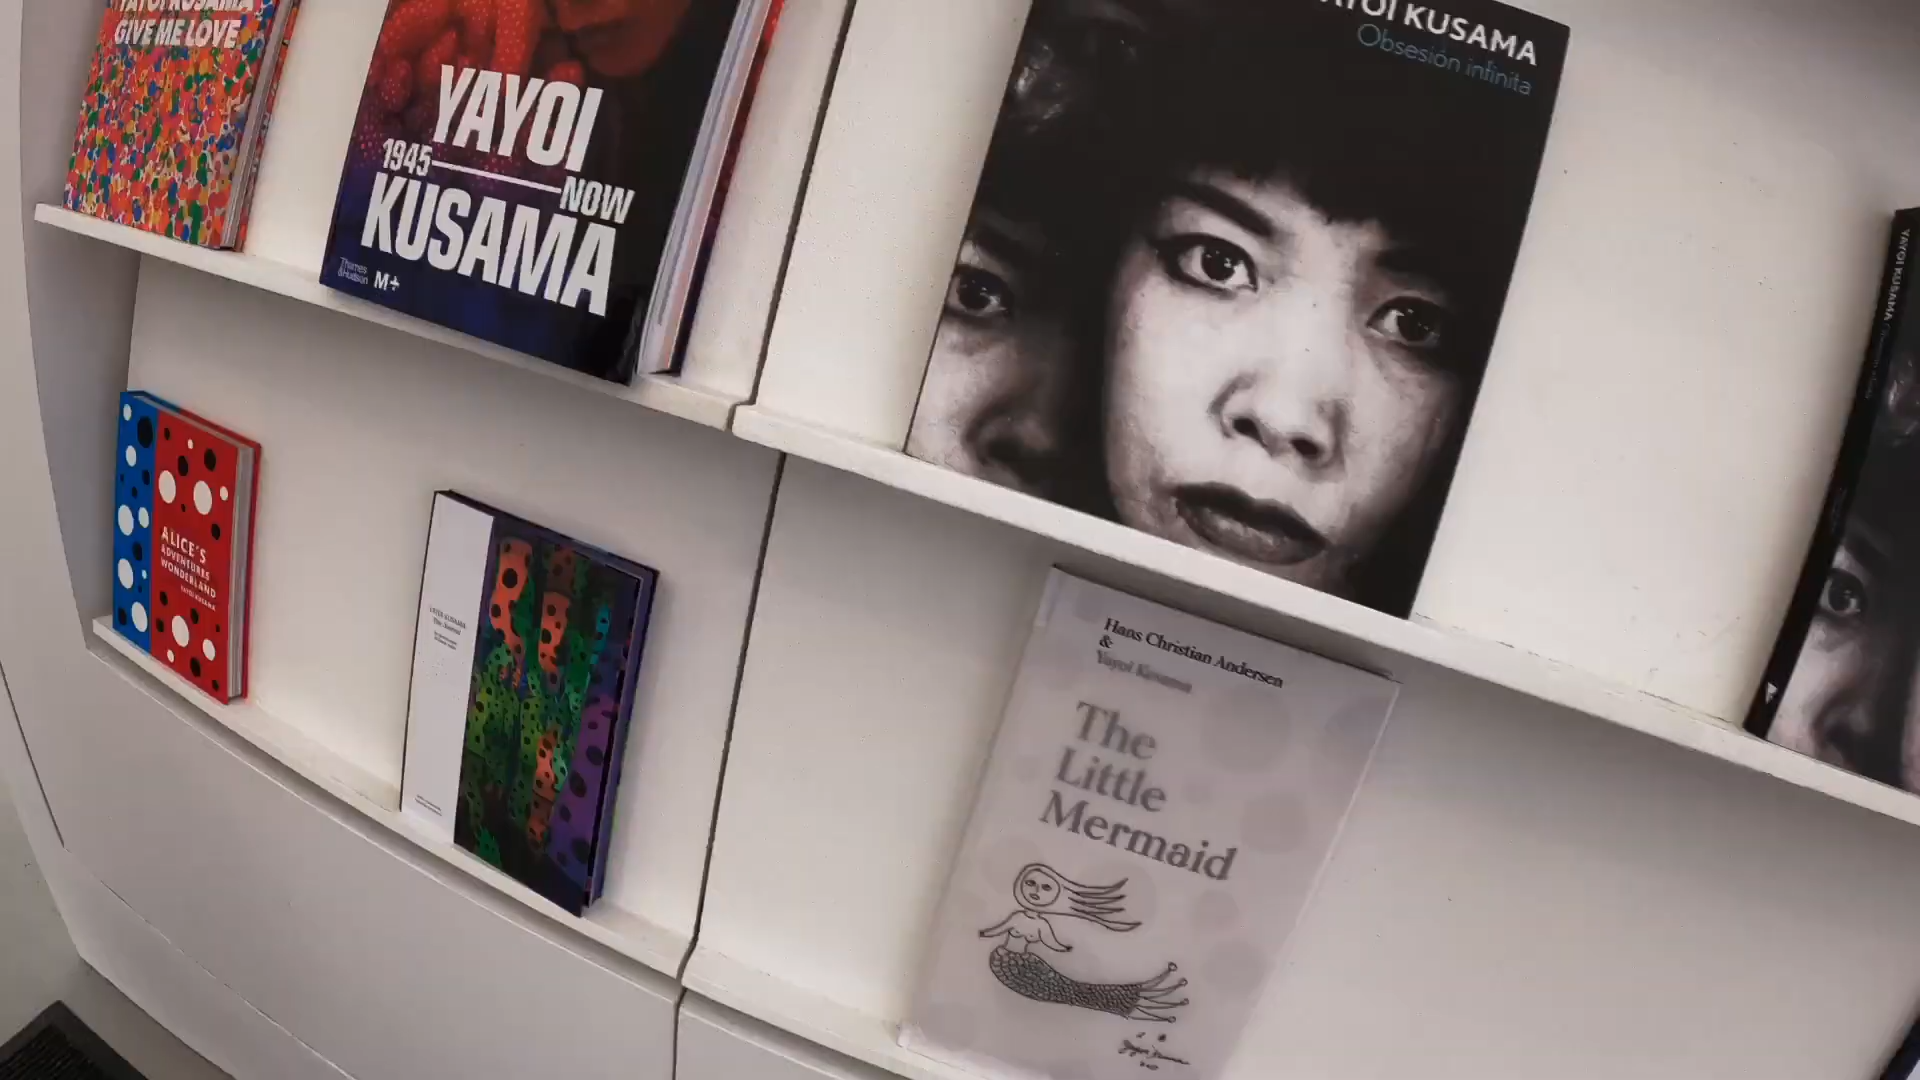 YAYOI KUSAMA
GIVE ME LOVE
YAYOI
1945
NOW
KUSAMA
Thames
&Hudson
M+
YAYOI KUSAMA
Obsesión infinita
YAYOI KUSAMA
ALICE'S
ADVENTURES
WONDERLAND
YAYOI KUSAMA
Hans Christian Andersen
&
Yayoi Kusama
The
Little
Mermaid